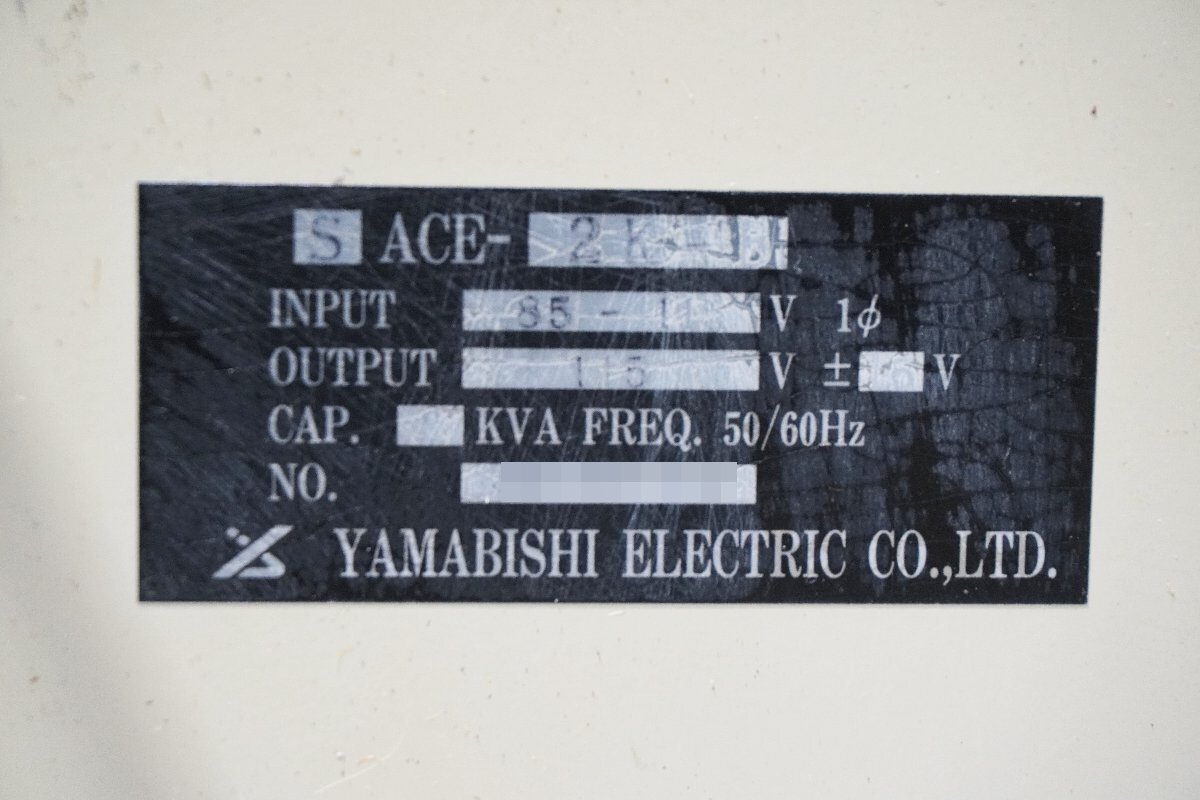 S ACE- 2K
INPUT 85 - V 1φ
OUTPUT 115 V ± V
CAP. KVA FREQ. 50/60Hz
NO.
YAMABISHI ELECTRIC CO.,LTD.